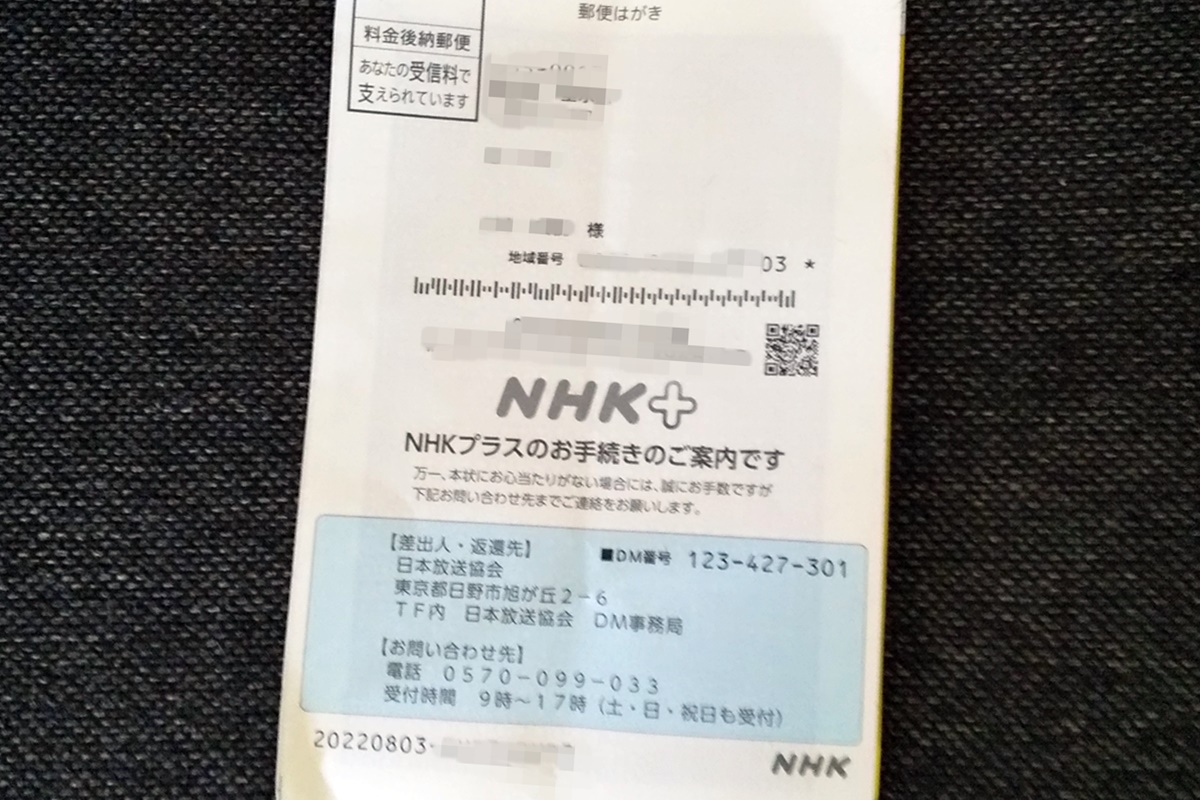 郵便はがき
料金後納郵便
あなたの受信料で
支えられています
様
地域番号 03 *
NHK+
NHKプラスのお手続きのご案内です
万一、本状にお心当たりがない場合には、誠にお手数ですが
下記お問い合わせ先までご連絡をお願いします。
【差出人・返還先】 ■DM番号 123-427-301
日本放送協会
東京都日野市旭が丘2-6
TF内 日本放送協会 DM事務局
【お問い合わせ先】
電話 0570-099-033
受付時間 9時~17時(土・日・祝日も受付)
20220803-
NHK